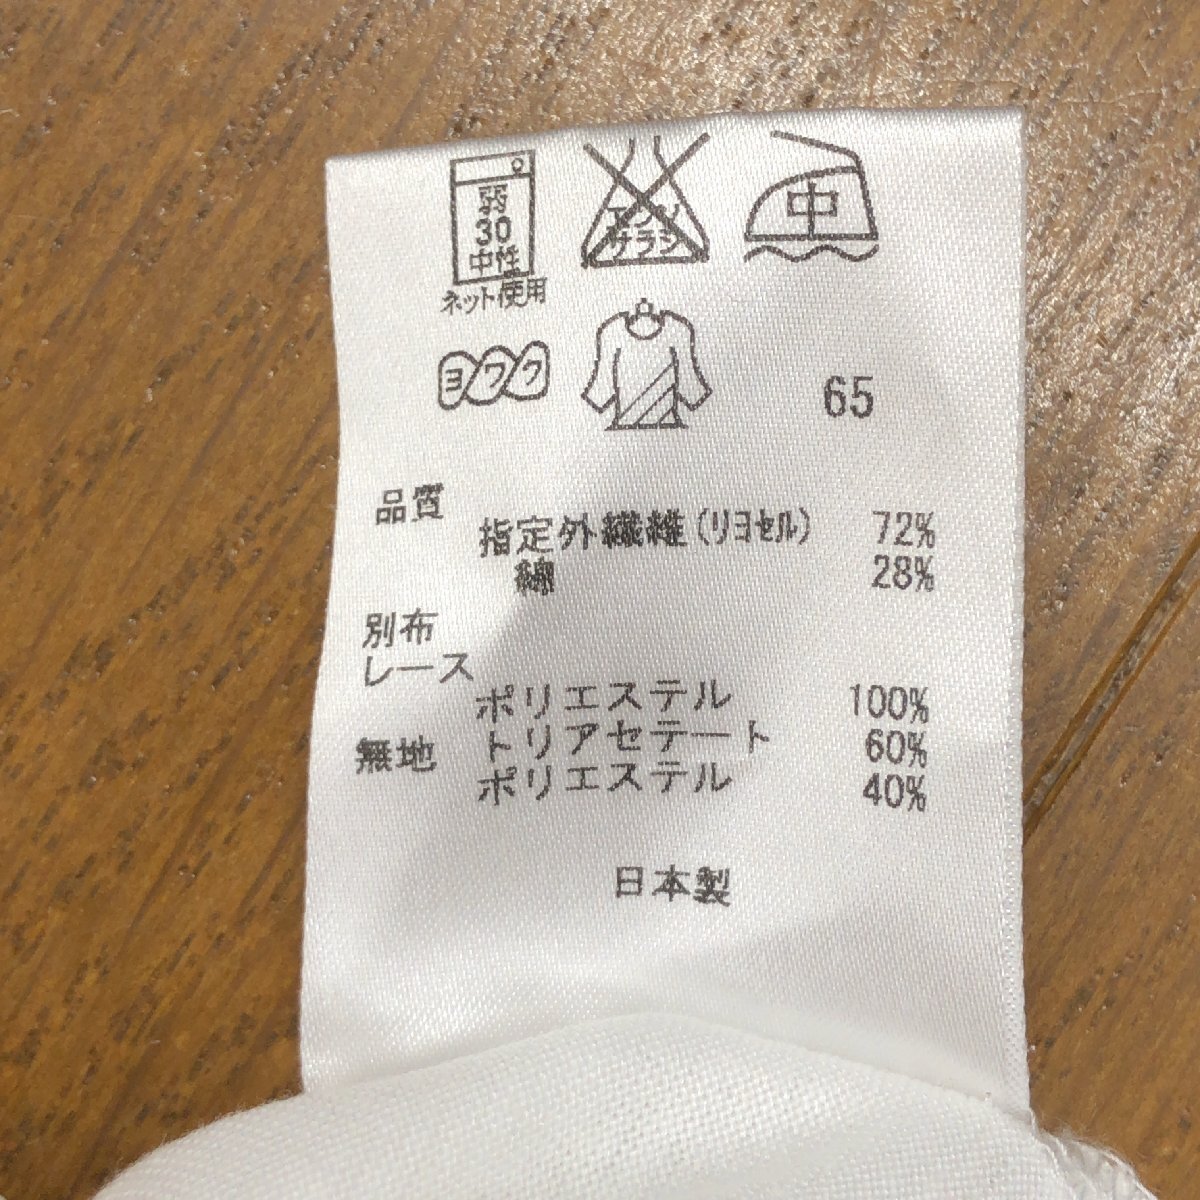 弱
30
中性
ネット使用
エンソ
サラシ
中
ヨワク
65
品質
指定外繊維(リヨセル) 72%
綿 28%
別布
レース
ポリエステル 100%
無地 トリアセテート 60%
ポリエステル 40%
日本製